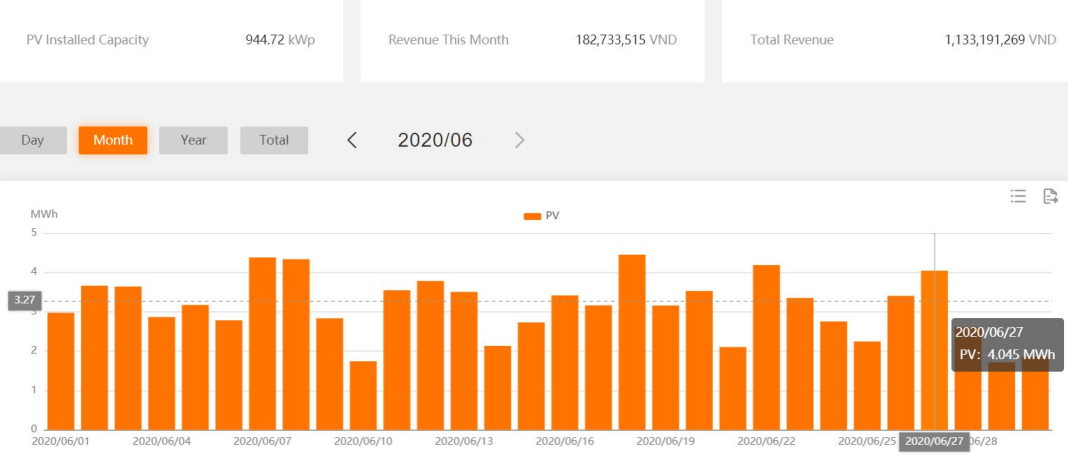 PV Installed Capacity 944.72 kWp
Revenue This Month 182,733,515 VND
Total Revenue 1,133,191,269 VND
Day Month Year Total 2020/06
MWh
PV
5
4
3.27
3
2
1
0
2020/06/27
PV: 4.045 MWh
2020/06/01 2020/06/04 2020/06/07 2020/06/10 2020/06/13 2020/06/16 2020/06/19 2020/06/22 2020/06/25 2020/06/27 06/28